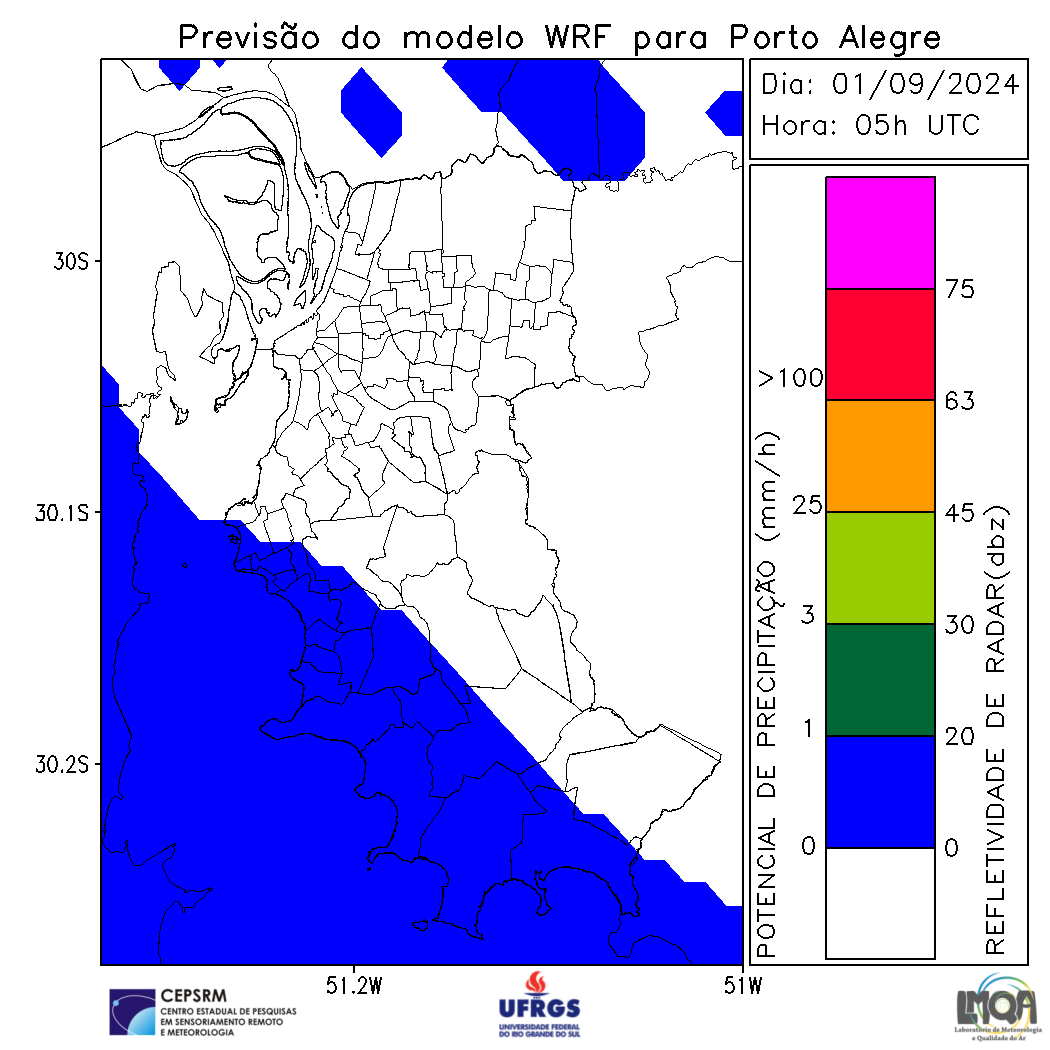 Previsão do modelo WRF para Porto Alegre
Dia: 01/09/2024
Hora: 05h UTC
30S
30.1S
30.2S
51.2W
51W
POTENCIAL DE PRECIPITAÇÃO (mm/h)
>100
25
3
1
0
75
63
45
30
20
0
REFLETIVIDADE DE RADAR(dbz)
CEPSRM
CENTRO ESTADUAL DE PESQUISAS
EM SENSORIAMENTO REMOTO
E METEOROLOGIA
UFRGS
UNIVERSIDADE FEDERAL
DO RIO GRANDE DO SUL
LMQA
Laboratório de Meteorologia
e Qualidade do Ar